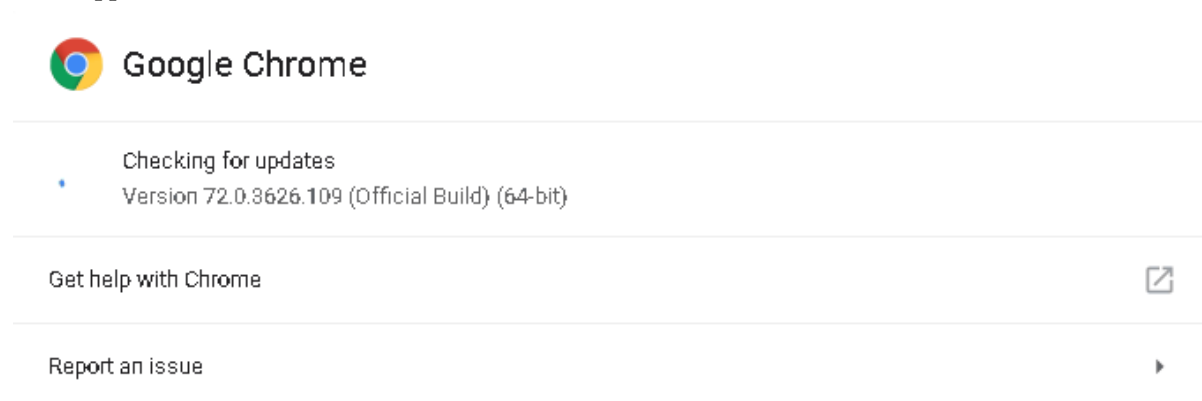 Google Chrome
Checking for updates
Version 72.0.3626.109 (Official Build) (64-bit)
Get help with Chrome
Report an issue